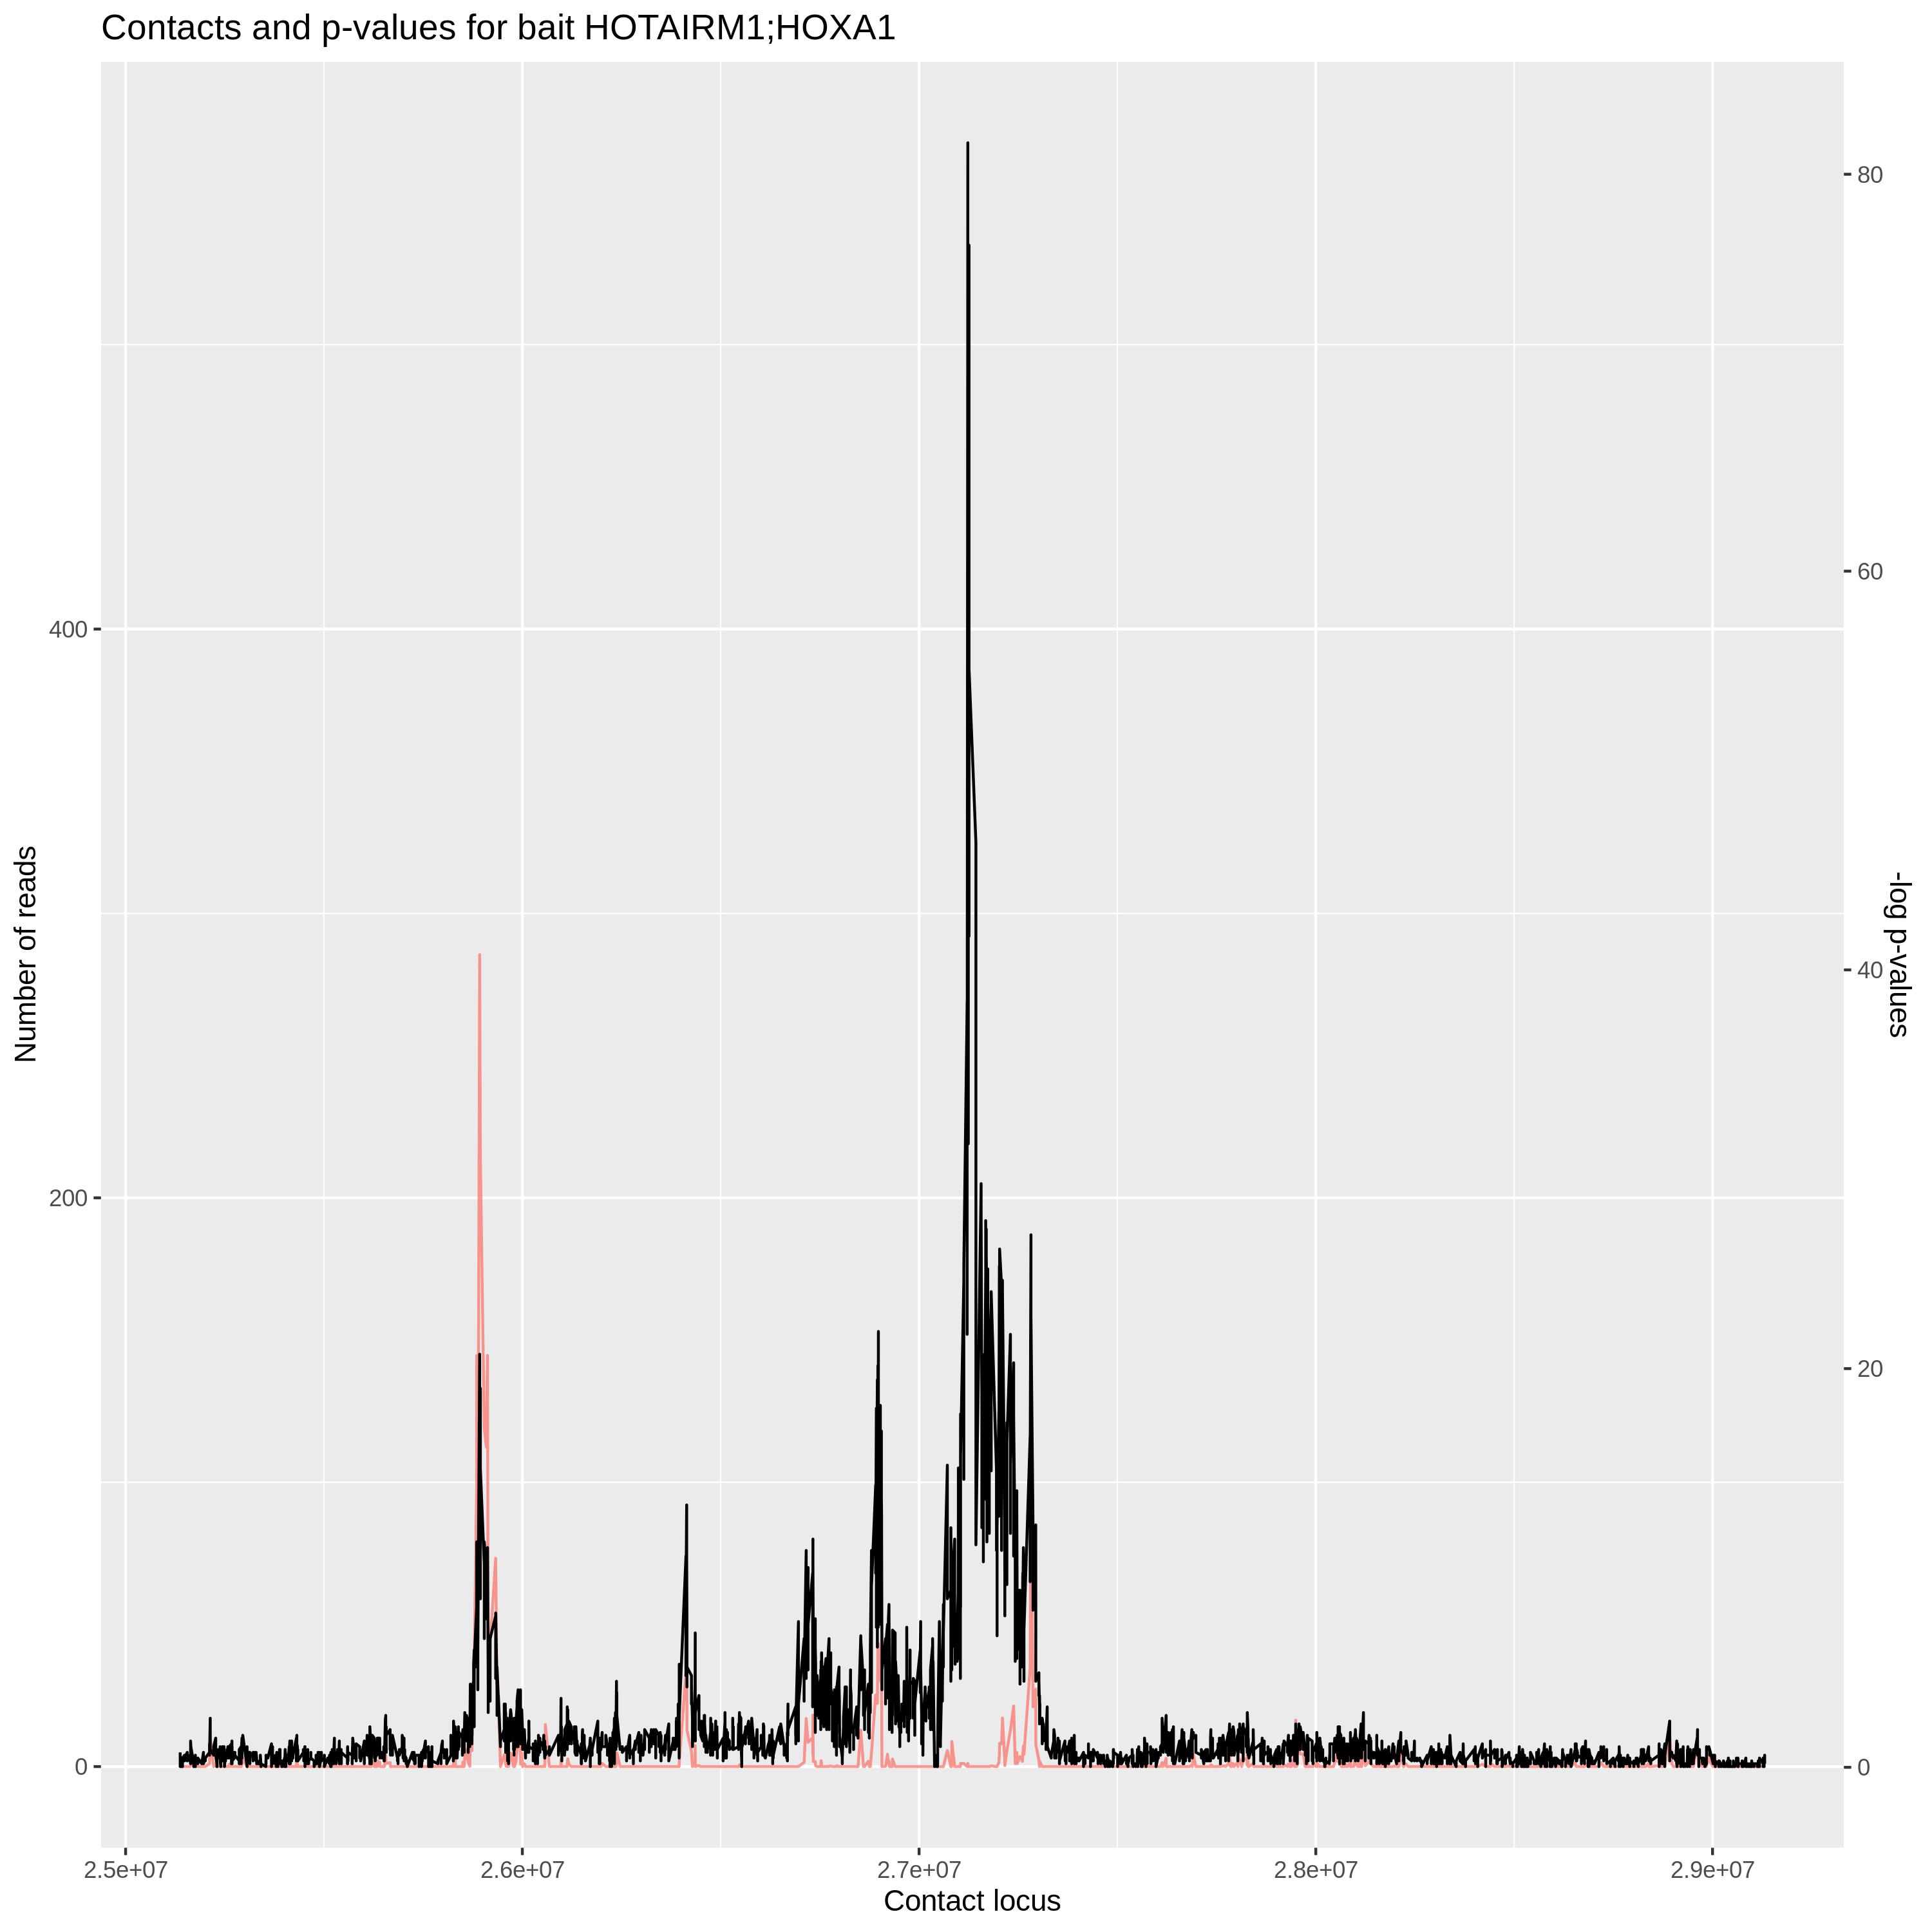 Contacts and p-values for bait HOTAIRM1;HOXA1
80
60
400
40
200
20
0
0
Number of reads
-log p-values
2.5e+07 2.6e+07 2.7e+07 2.8e+07 2.9e+07
Contact locus